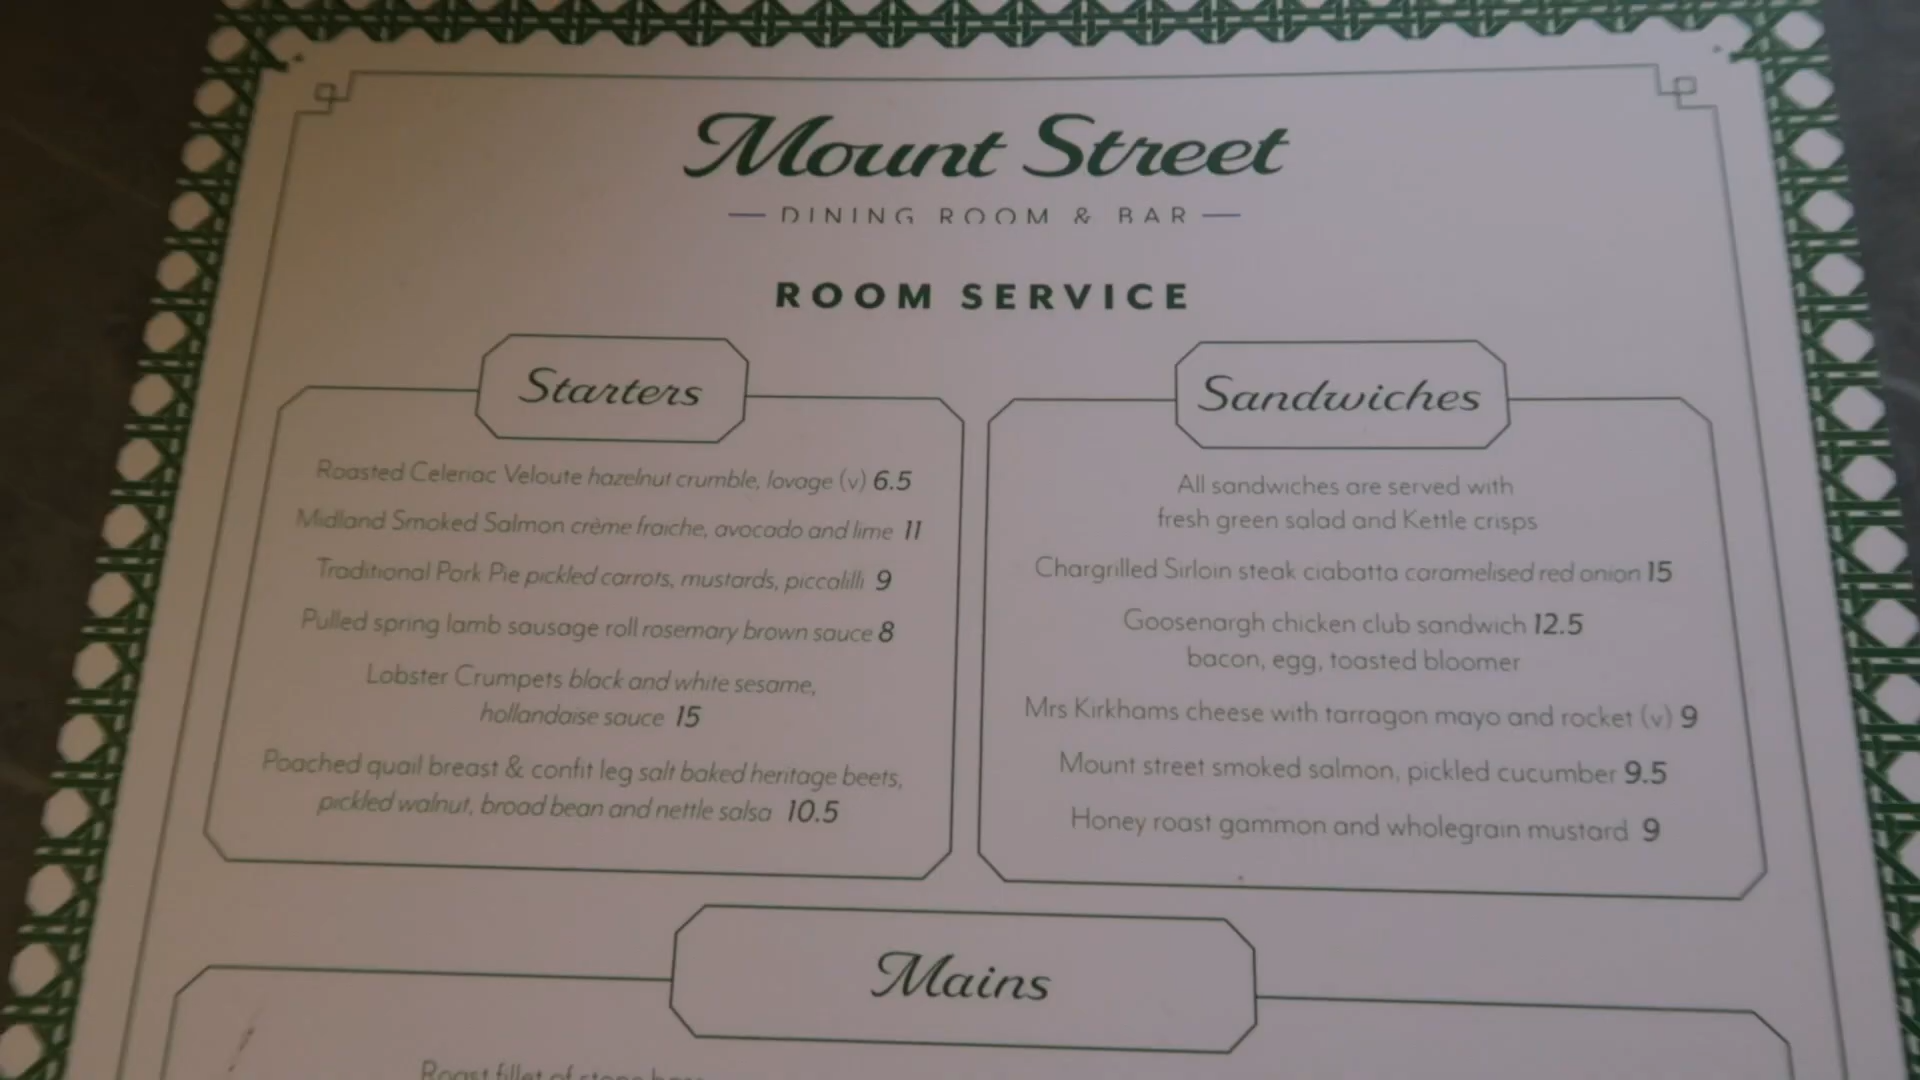 Mount Street
DINING ROOM & BAR
ROOM SERVICE
Starters
Roasted Celeriac Veloute hazelnut crumble, lovage (v) 6.5
Midland Smoked Salmon crème fraiche, avocado and lime 11
Traditional Pork Pie pickled carrots, mustards, piccalilli 9
Pulled spring lamb sausage roll rosemary brown sauce 8
Lobster Crumpets black and white sesame,
hollandaise sauce 15
Poached quail breast & confit leg salt baked heritage beets,
pickled walnut, broad bean and nettle salsa 10.5
Sandwiches
All sandwiches are served with
fresh green salad and Kettle crisps
Chargrilled Sirloin steak ciabatta caramelised red onion 15
Goosenargh chicken club sandwich 12.5
bacon, egg, toasted bloomer
Mrs Kirkhams cheese with tarragon mayo and rocket (v) 9
Mount street smoked salmon, pickled cucumber 9.5
Honey roast gammon and wholegrain mustard 9
Mains
Roast fillet of stone bass